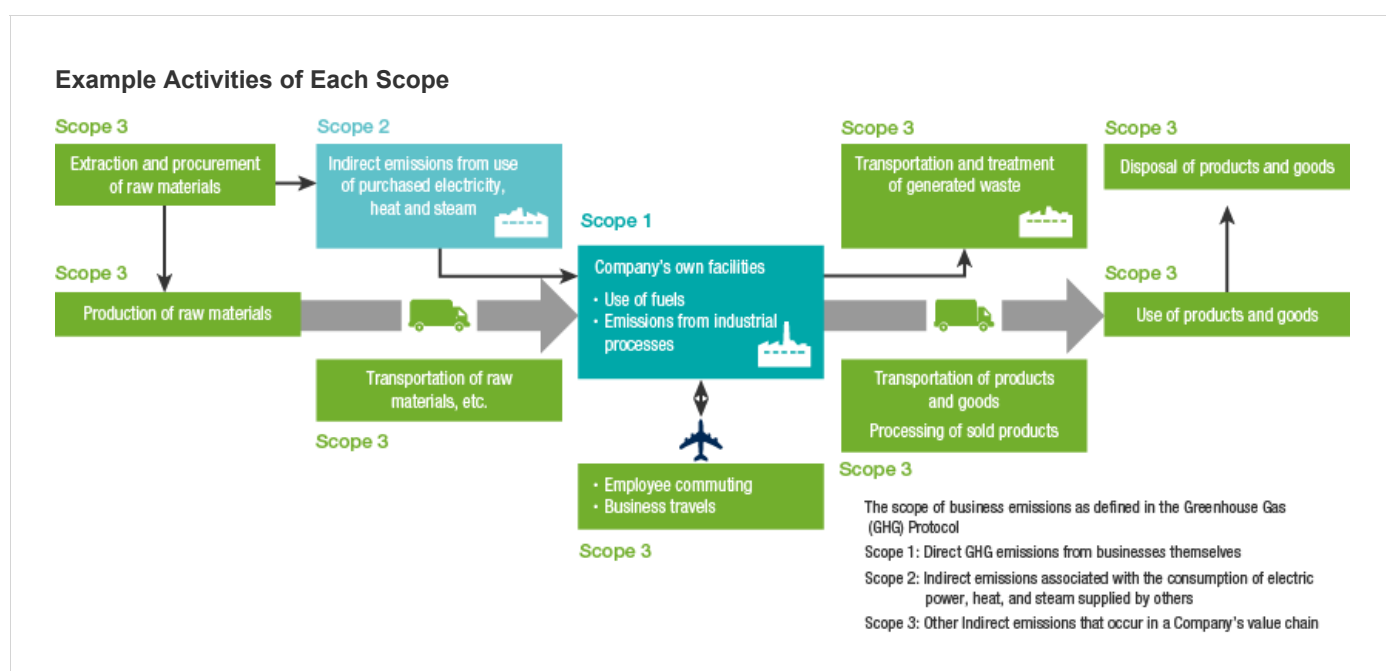 Example Activities of Each Scope
Scope 3
Extraction and procurement
of raw materials
Scope 2
Indirect emissions from use
of purchased electricity,
heat and steam
Scope 3
Production of raw materials
Transportation of raw
materials, etc.
Scope 3
Scope 1
Company's own facilities
• Use of fuels
• Emissions from industrial
processes
• Employee commuting
• Business travels
Scope 3
Scope 3
Transportation and treatment
of generated waste
Scope 3
Disposal of products and goods
Scope 3
Use of products and goods
Transportation of products
and goods
Processing of sold products
Scope 3
The scope of business emissions as defined in the Greenhouse Gas
(GHG) Protocol
Scope 1: Direct GHG emissions from businesses themselves
Scope 2: Indirect emissions associated with the consumption of electric
power, heat, and steam supplied by others
Scope 3: Other Indirect emissions that occur in a Company's value chain